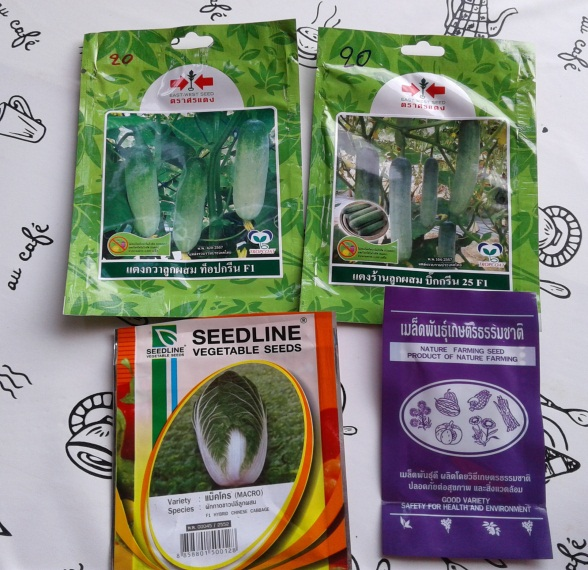 20
EAST-WEST SEED
ตราศรแดง
แตงกวาลูกผสม ท็อปกรีน F1
90
EAST-WEST SEED
ตราศรแดง
แตงร้านลูกผสม บิ๊กกรีน 25 F1
SEEDLINE
VEGETABLE SEEDS
SEEDLINE
VEGETABLE SEEDS
Variety : แม็คโคร (MACRO)
Species : ผักกาดขาวปลีลูกผสม
F1 HYBRID CHINESE CABBAGE
เมล็ดพันธุ์เกษตรธรรมชาติ
NATURE FARMING SEED
PRODUCT OF NATURE FARMING
เมล็ดพันธุ์ดี ผลิตโดยวิธีเกษตรธรรมชาติ
ปลอดภัยต่อสุขภาพ และสิ่งแวดล้อม
GOOD VARIETY
SAFETY FOR HEALTH AND ENVIRONMENT
au café
au café
au café